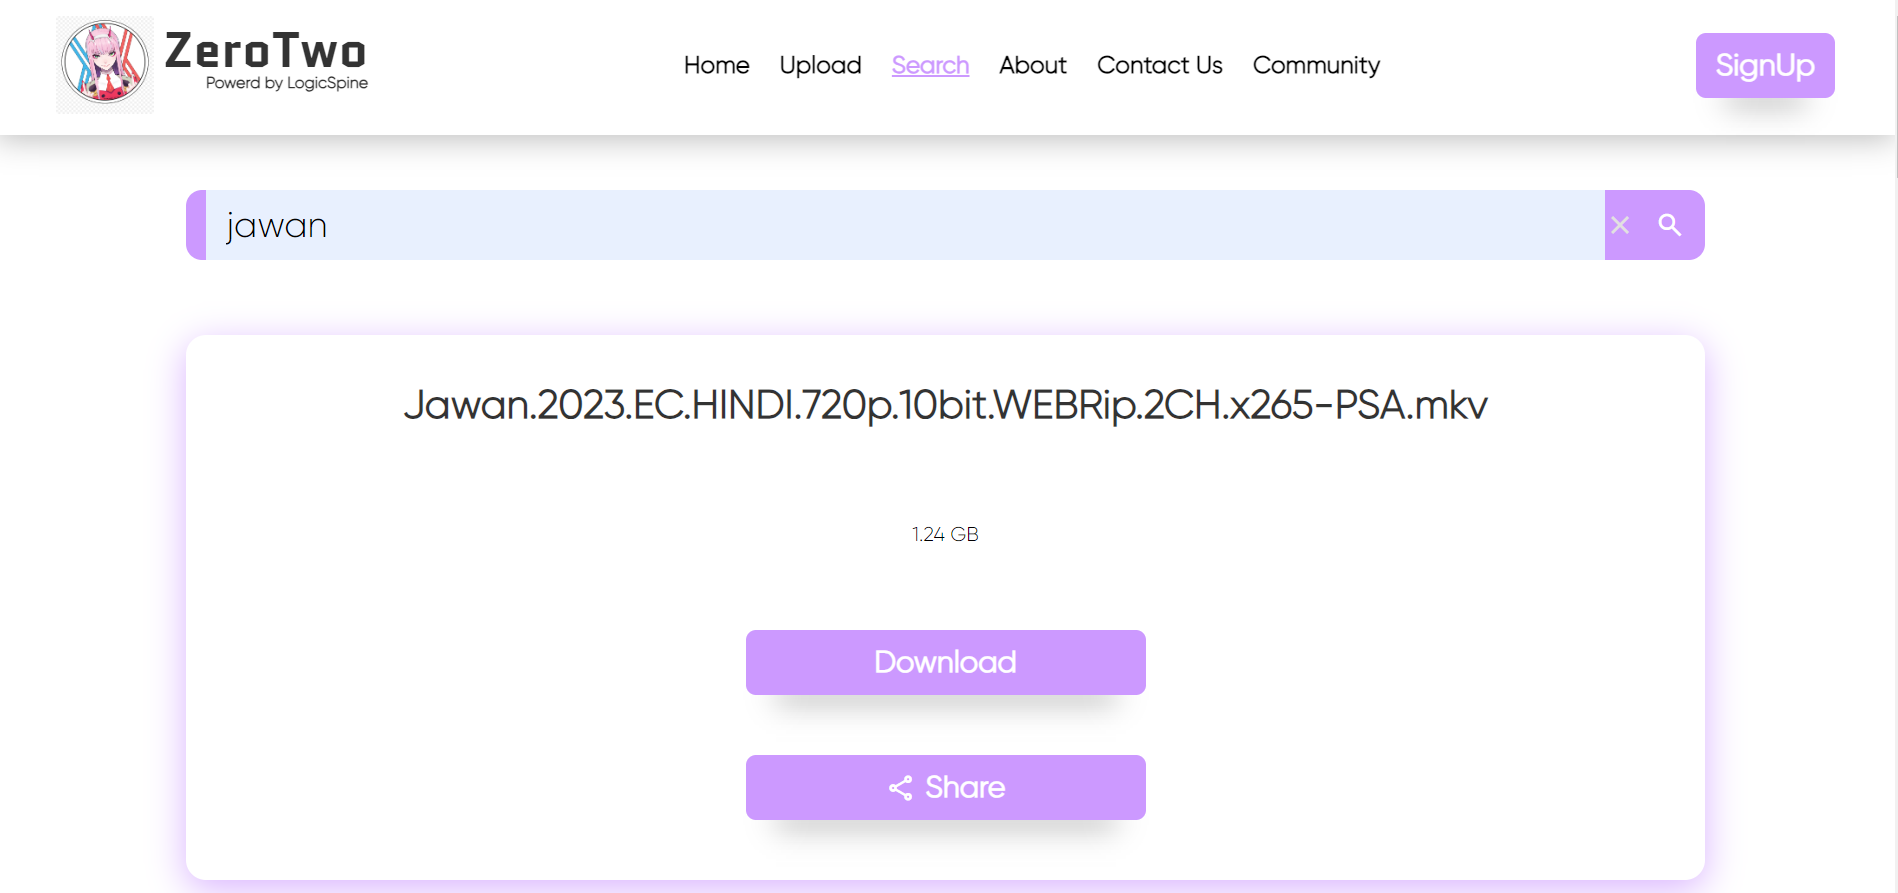 ZeroTwo
Powerd by LogicSpine
Home Upload Search About Contact Us Community
SignUp
jawan
Jawan.2023.EC.HINDI.720p.10bit.WEBRip.2CH.x265-PSA.mkv
1.24 GB
Download
Share